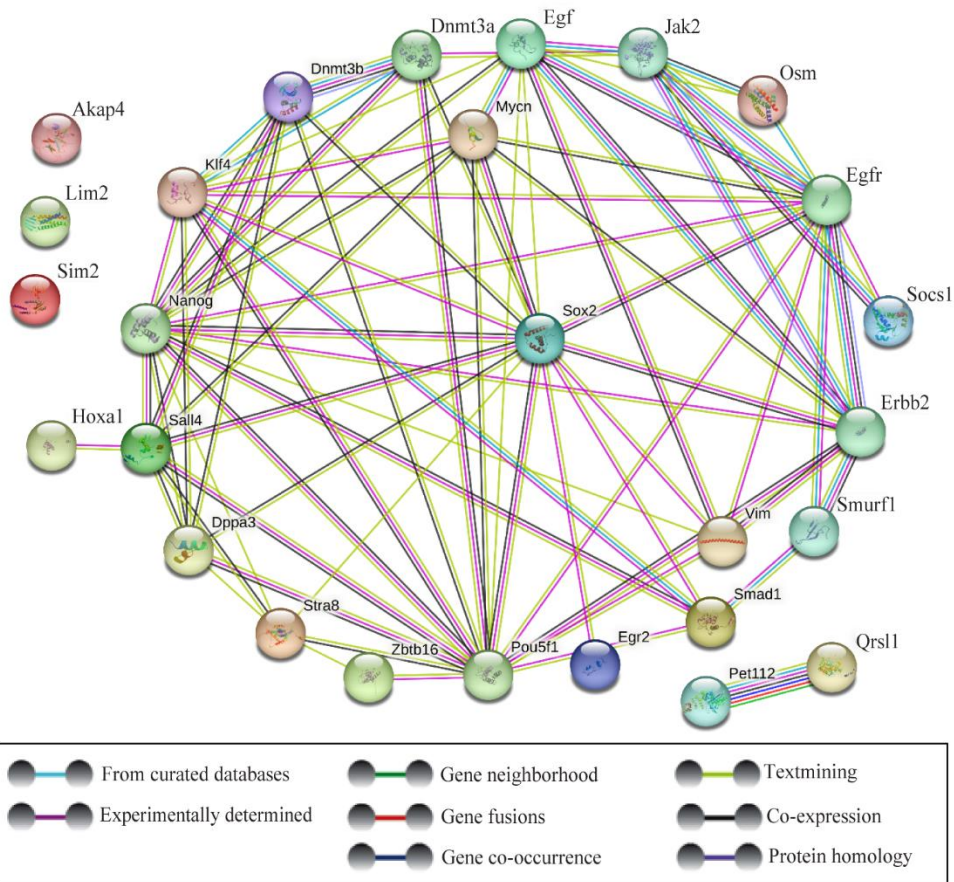 Egf
Dnmt3a
Jak2
Dnmt3b
Osm
Mycn
Akap4
Klf4
Egfr
Lim2
Sim2
Nanog
Sox2
Socs1
Hoxa1
Sall4
Erbb2
Smurf1
Dppa3
Vim
Stra8
Smad1
Zbtb16
Pou5f1
Egr2
Qrsl1
Pet112
From curated databases
Gene neighborhood
Textmining
Experimentally determined
Gene fusions
Co-expression
Gene co-occurrence
Protein homology